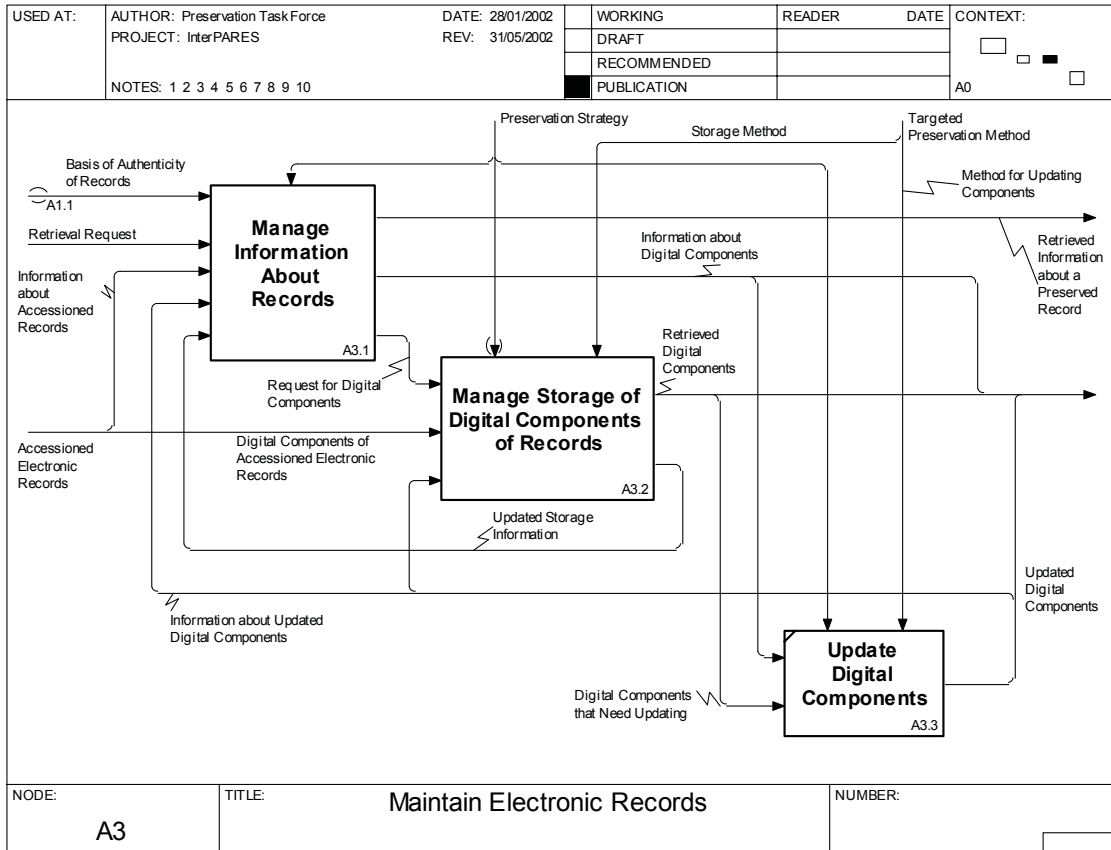 USED AT:
AUTHOR: Preservation Task Force
DATE: 28/01/2002
PROJECT: InterPARES
REV: 31/05/2002
NOTES: 1 2 3 4 5 6 7 8 9 10
WORKING
DRAFT
RECOMMENDED
PUBLICATION
READER
DATE
CONTEXT:
A0
Preservation Strategy
Storage Method
Targeted
Preservation Method
Basis of Authenticity
of Records
A1.1
Method for Updating
Components
Retrieval Request
Manage
Information
About
Records
A3.1
Information about
Digital Components
Retrieved
Information
about a
Preserved
Record
Information
about
Accessioned
Records
Request for Digital
Components
Retrieved
Digital
Components
Manage Storage of
Digital Components
of Records
A3.2
Accessioned
Electronic
Records
Digital Components of
Accessioned Electronic
Records
Updated Storage
Information
Information about Updated
Digital Components
Updated
Digital
Components
Update
Digital
Components
A3.3
Digital Components
that Need Updating
NODE:
A3
TITLE:
Maintain Electronic Records
NUMBER: